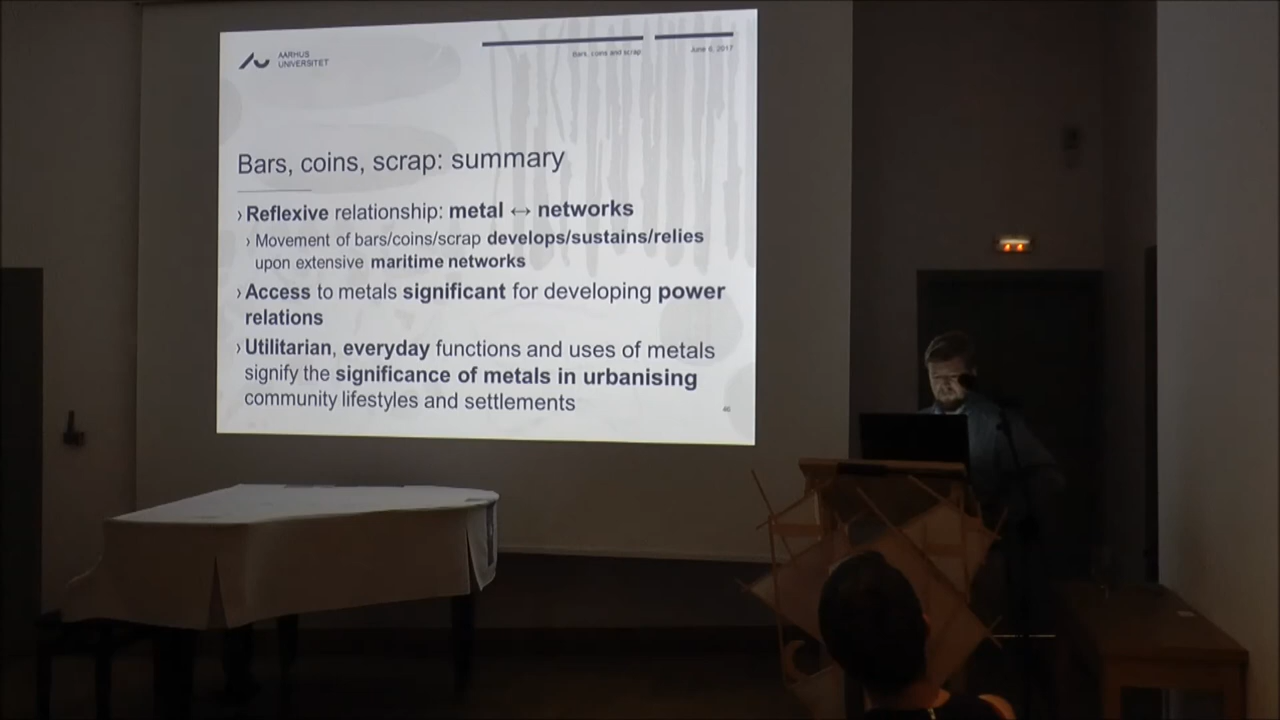 AARHUS
UNIVERSITET
Bars, coins and scrap
June 6, 2017
Bars, coins, scrap: summary
› Reflexive relationship: metal ↔ networks
› Movement of bars/coins/scrap develops/sustains/relies
upon extensive maritime networks
› Access to metals significant for developing power
relations
› Utilitarian, everyday functions and uses of metals
signify the significance of metals in urbanising
community lifestyles and settlements
46